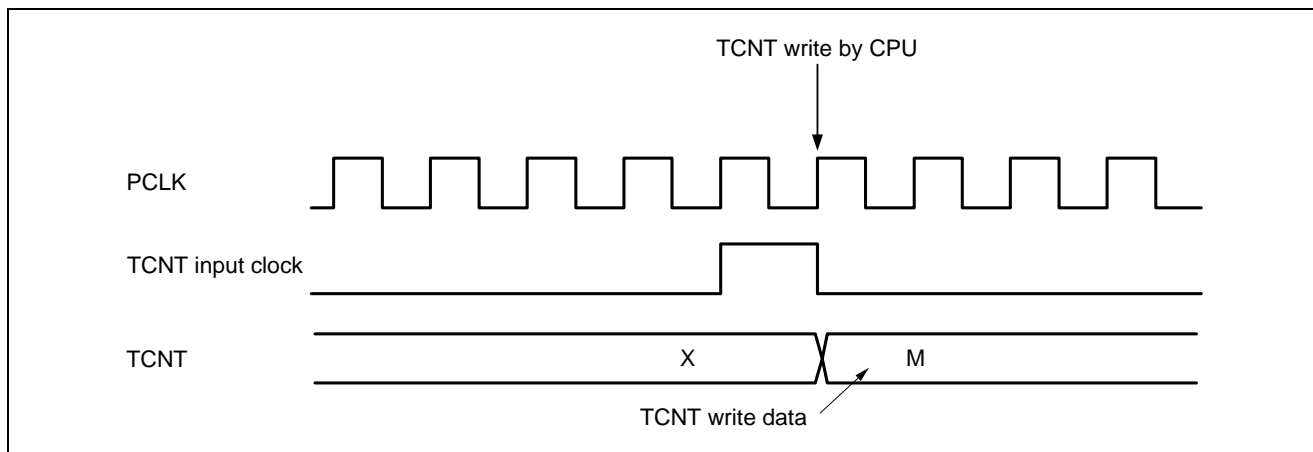 TCNT write by CPU
PCLK
TCNT input clock
TCNT
X
M
TCNT write data